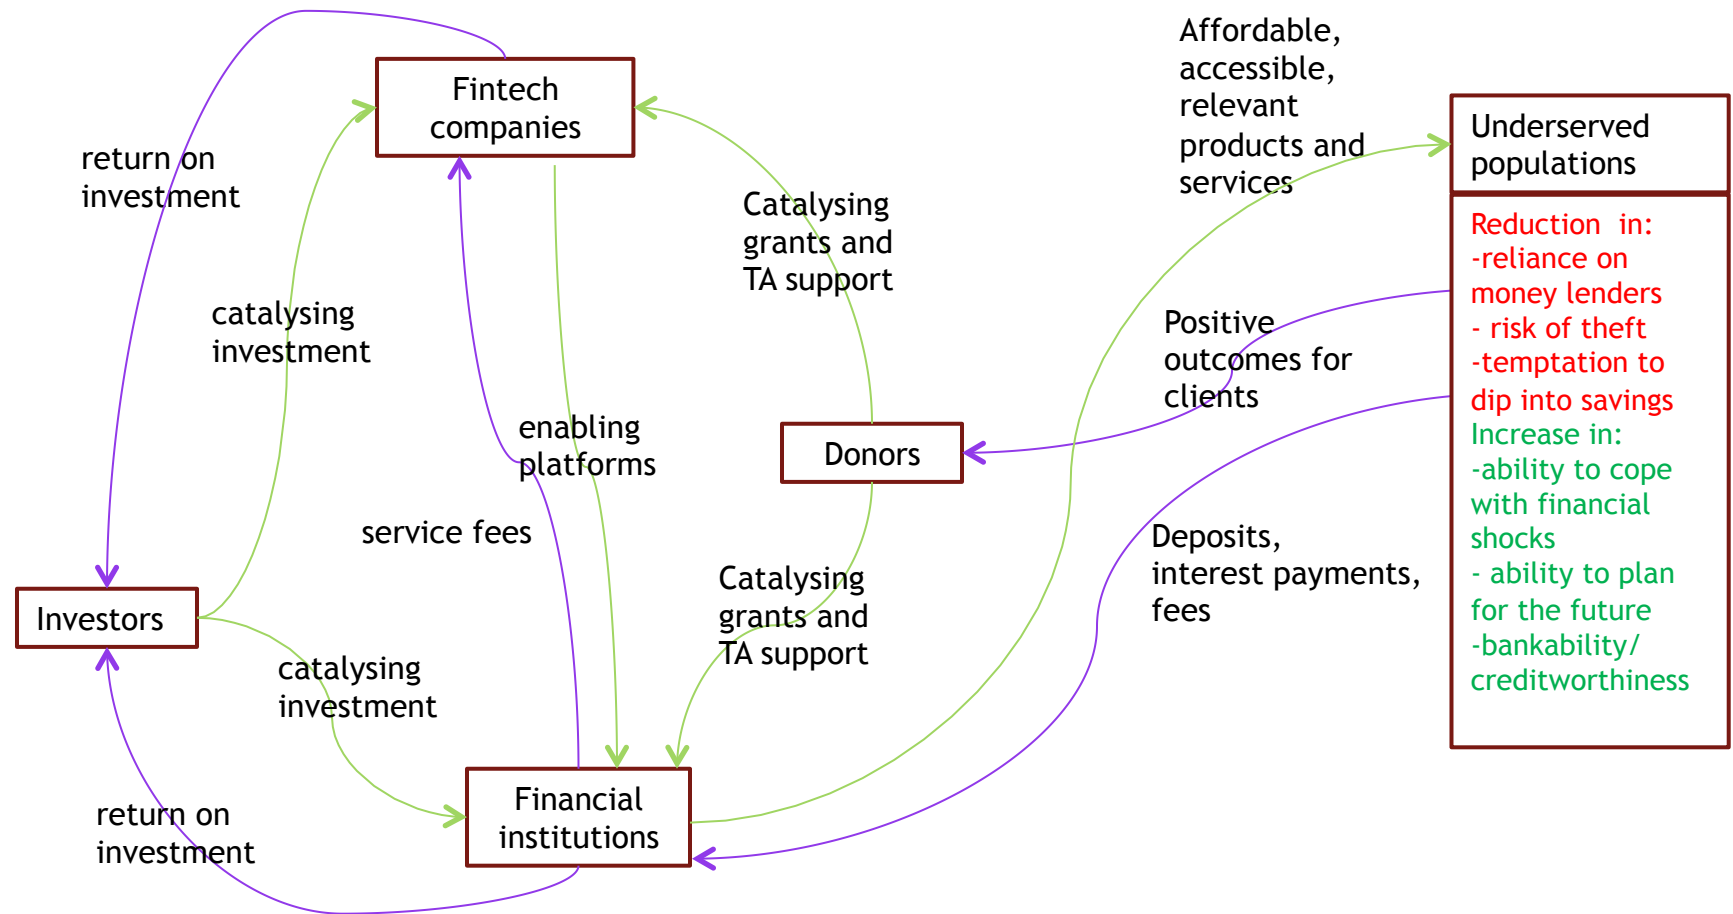 Fintech
companies
return on
investment
catalysing
investment
Catalysing
grants and
TA support
Affordable,
accessible,
relevant
products and
services
Underserved
populations
Reduction  in:
-reliance on
money lenders
- risk of theft
-temptation to
dip into savings
Increase in:
-ability to cope
with financial
shocks
- ability to plan
for the future
-bankability/
creditworthiness
Positive
outcomes for
clients
enabling
platforms
Donors
service fees
Deposits,
interest payments,
fees
Investors
Catalysing
grants and
TA support
catalysing
investment
Financial
institutions
return on
investment